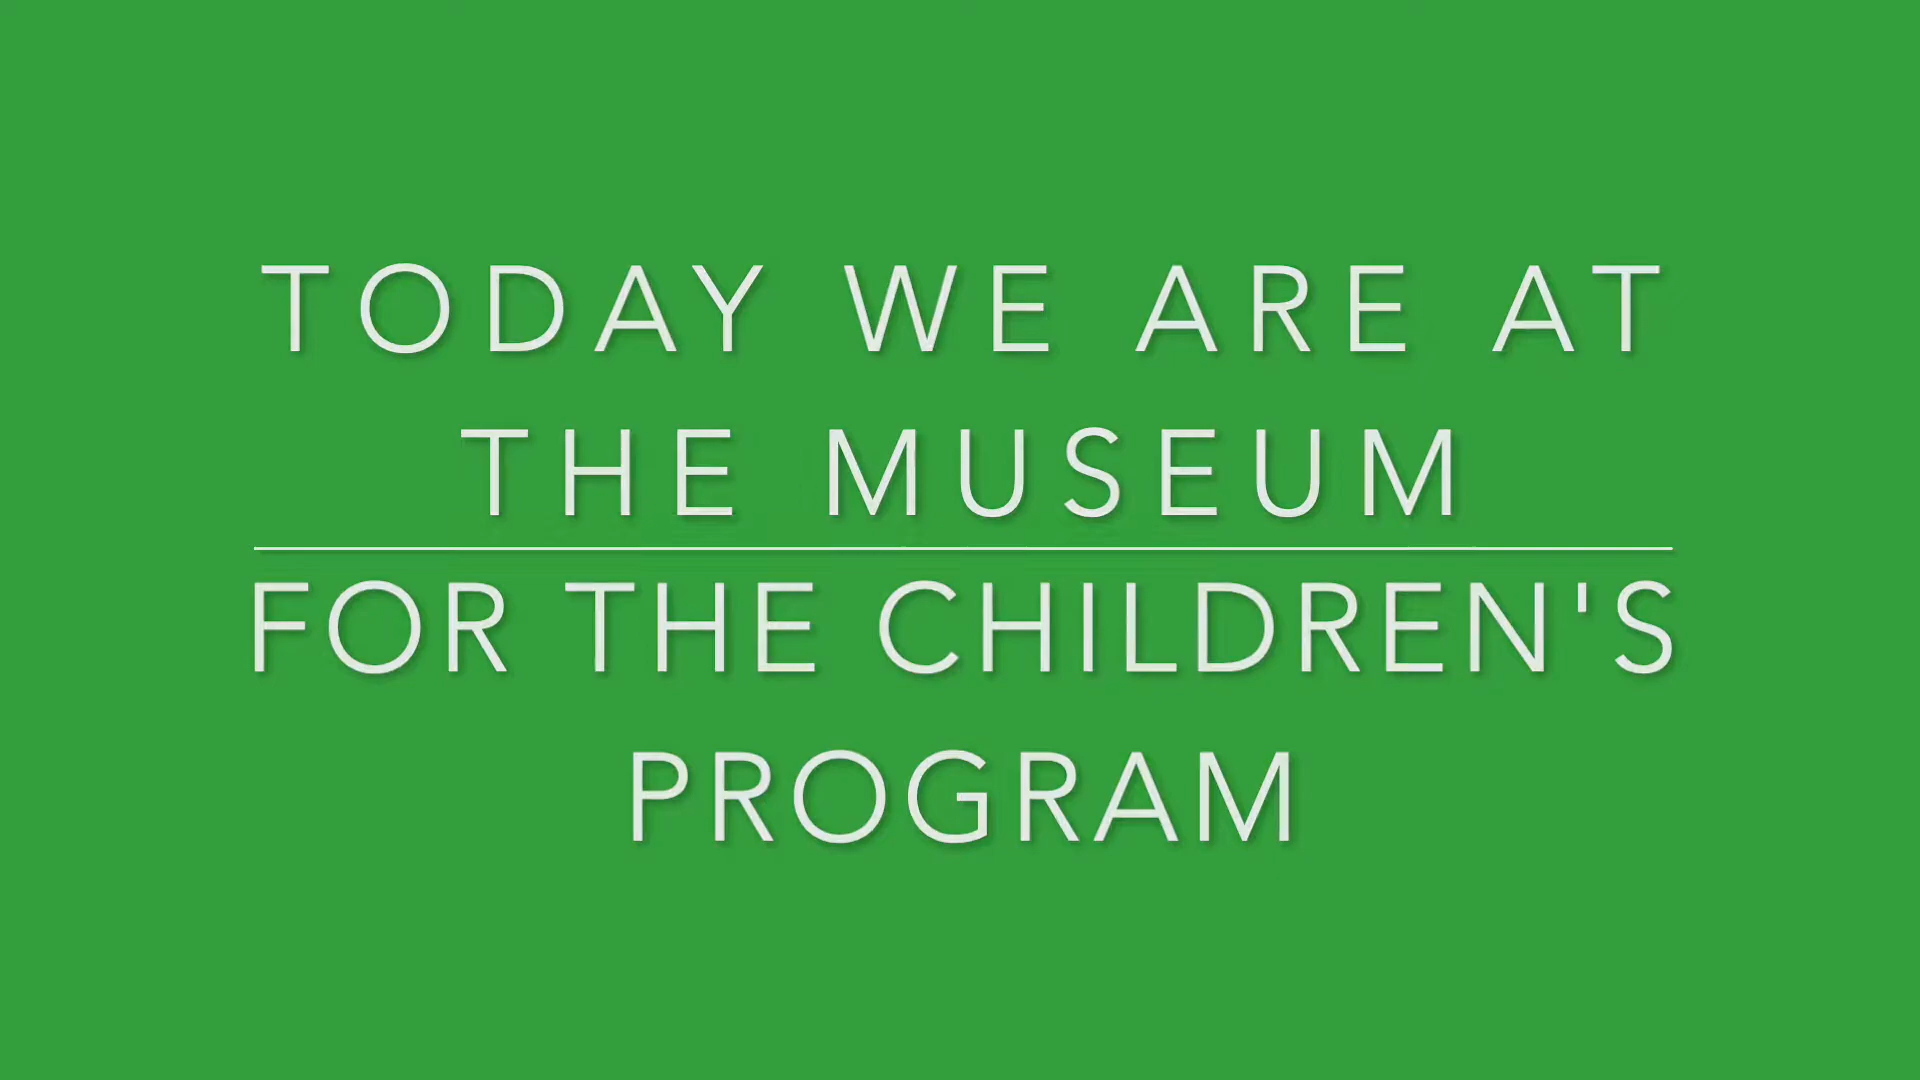 TODAY WE ARE AT
THE MUSEUM
FOR THE CHILDREN'S
PROGRAM